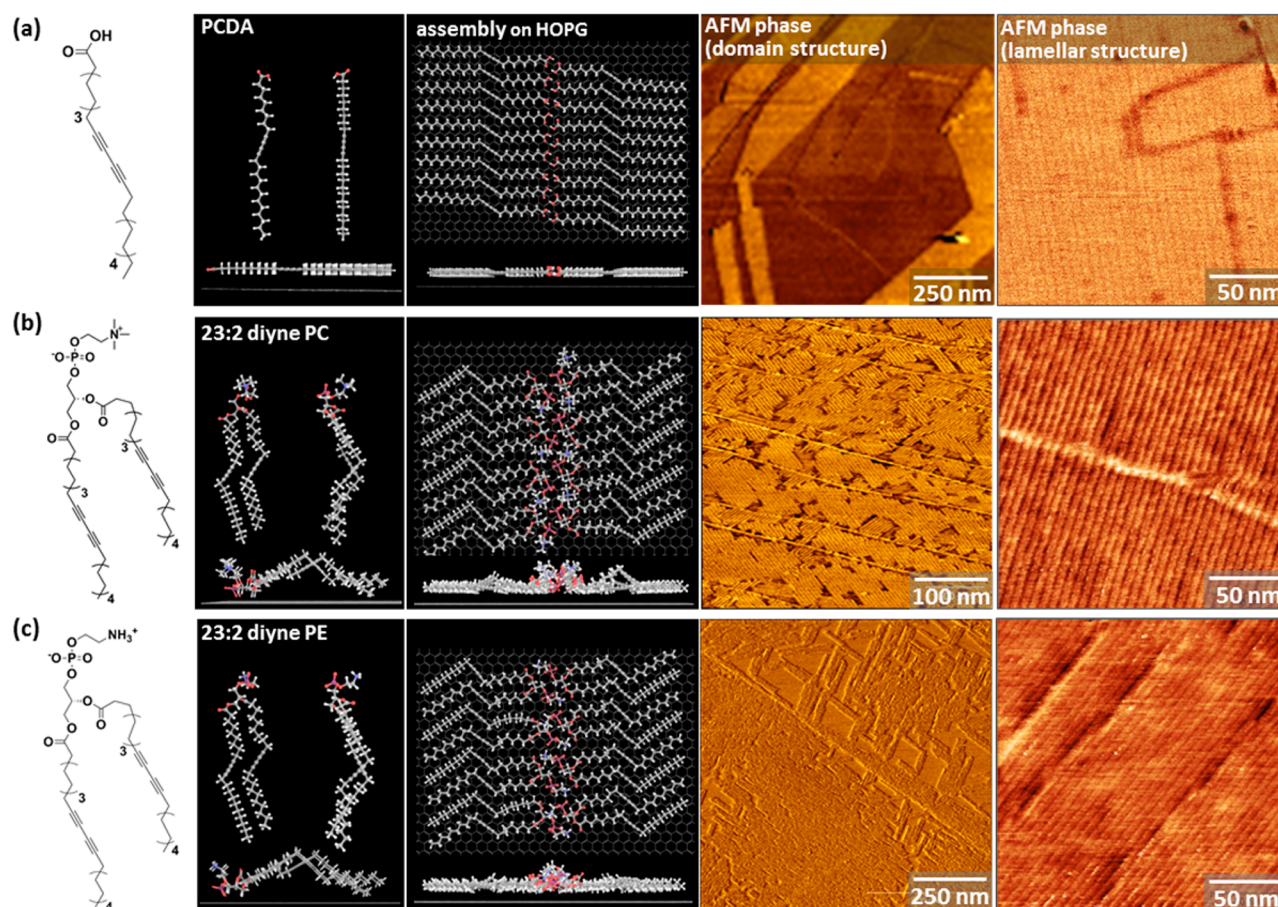 (a)
OH
O
3
4
PCDA
assembly on HOPG
AFM phase
(domain structure)
250 nm
AFM phase
(lamellar structure)
50 nm
(b)
O
N+
-O-P=O
O
O
O
O
O
3
3
4
4
23:2 diyne PC
100 nm
50 nm
(c)
O
NH3+
-O-P=O
O
O
O
O
O
3
3
4
4
23:2 diyne PE
250 nm
50 nm